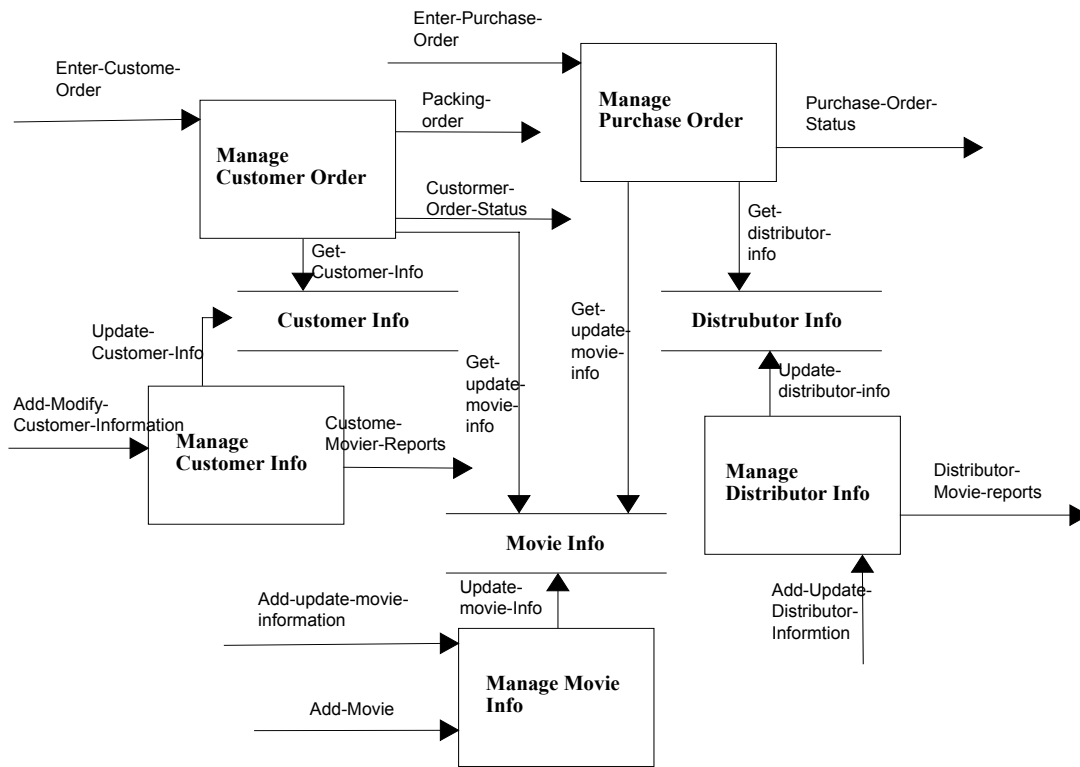 Enter-Purchase-
Order
Enter-Custome-
Order
Manage
Purchase Order
Packing-
order
Purchase-Order-
Status
Manage
Customer Order
Custormer-
Order-Status
Get-
distributor-
info
Get-
Customer-Info
Customer Info
Distrubutor Info
Update-
Customer-Info
Get-
update-
movie-
info
Get-
update-
movie-
info
Update-
distributor-info
Add-Modify-
Customer-Information
Manage
Customer Info
Custome-
Movier-Reports
Manage
Distributor Info
Distributor-
Movie-reports
Movie Info
Update-
movie-Info
Add-update-movie-
information
Add-Update-
Distributor-
Informtion
Manage Movie
Info
Add-Movie